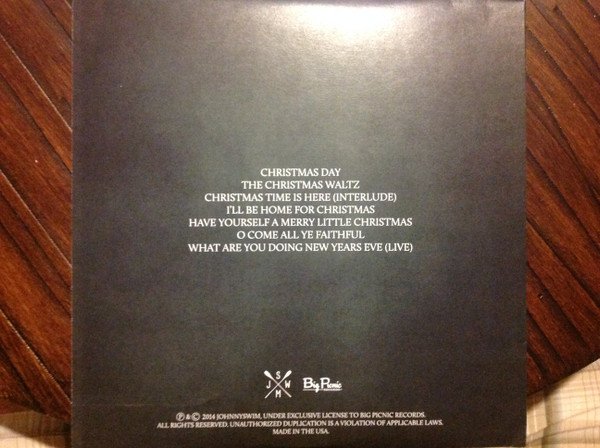 CHRISTMAS DAY
THE CHRISTMAS WALTZ
CHRISTMAS TIME IS HERE (INTERLUDE)
I'LL BE HOME FOR CHRISTMAS
HAVE YOURSELF A MERRY LITTLE CHRISTMAS
O COME ALL YE FAITHFUL
WHAT ARE YOU DOING NEW YEARS EVE (LIVE)
J S W M
Big Picnic
℗ & © 2014 JOHNNYSWIM, UNDER EXCLUSIVE LICENSE TO BIG PICNIC RECORDS.
ALL RIGHTS RESERVED. UNAUTHORIZED DUPLICATION IS A VIOLATION OF APPLICABLE LAWS.
MADE IN THE USA.